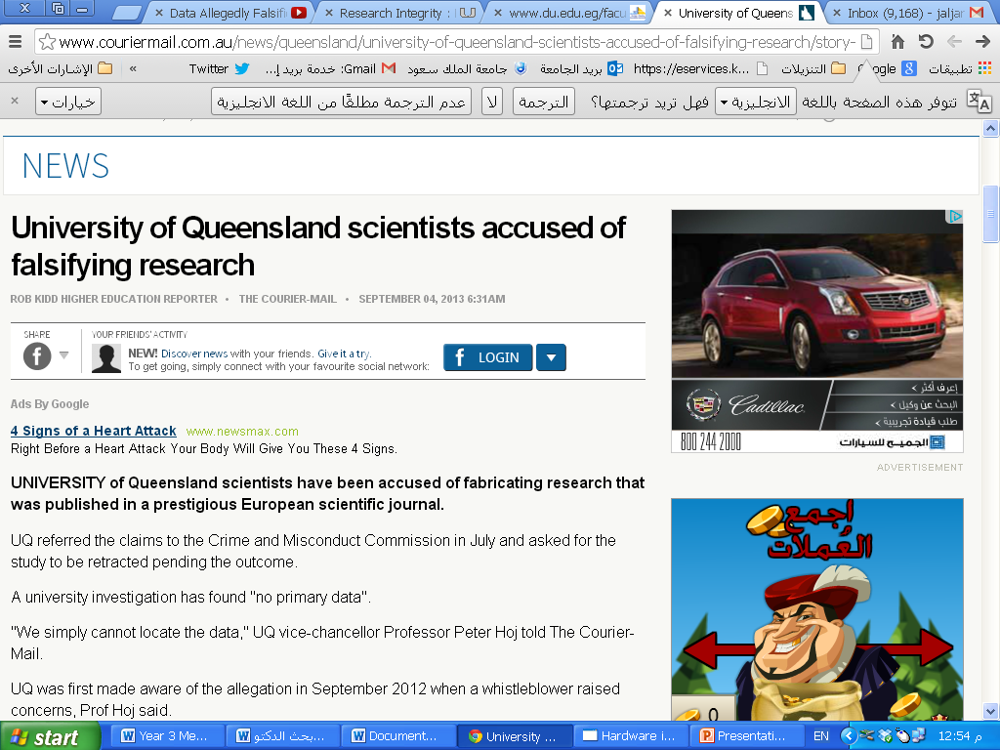 Data Allegedly Falsifi
Research Integrity :
www.du.edu.eg/facu
University of Queens
Inbox (9,168) - jaljar
www.couriermail.com.au/news/queensland/university-of-queensland-scientists-accused-of-falsifying-research/story-
تطبيقات
Google
التنزيلات
https://eservices.k...
بريد الجامعة
جامعة الملك سعود
Gmail: خدمة بريد إ...
Twitter
»
الإشارات الأخرى
تتوفر هذه الصفحة باللغة
الانجليزية
فهل تريد ترجمتها؟
الترجمة
لا
عدم الترجمة مطلقًا من اللغة الانجليزية
خيارات
NEWS
University of Queensland scientists accused of
falsifying research
ROB KIDD HIGHER EDUCATION REPORTER • THE COURIER-MAIL • SEPTEMBER 04, 2013 6:31AM
SHARE
YOUR FRIENDS' ACTIVITY
NEW! Discover news with your friends. Give it a try.
To get going, simply connect with your favourite social network:
LOGIN
Ads By Google
4 Signs of a Heart Attack www.newsmax.com
Right Before a Heart Attack Your Body Will Give You These 4 Signs.
UNIVERSITY of Queensland scientists have been accused of fabricating research that
was published in a prestigious European scientific journal.
UQ referred the claims to the Crime and Misconduct Commission in July and asked for the
study to be retracted pending the outcome.
A university investigation has found "no primary data".
"We simply cannot locate the data," UQ vice-chancellor Professor Peter Hoj told The Courier-
Mail.
UQ was first made aware of the allegation in September 2012 when a whistleblower raised
concerns, Prof Hoj said.
Cadillac
إعرف أكثر >
البحث عن وكيل >
طلب قيادة تجريبية >
800 244 2000
الجميح للسيارات
ADVERTISEMENT
اجمع
العُملات
0
start
Year 3 Me...
بحث الدكتو...
Document...
University ...
Hardware i...
Presentati...
EN
12:54 م